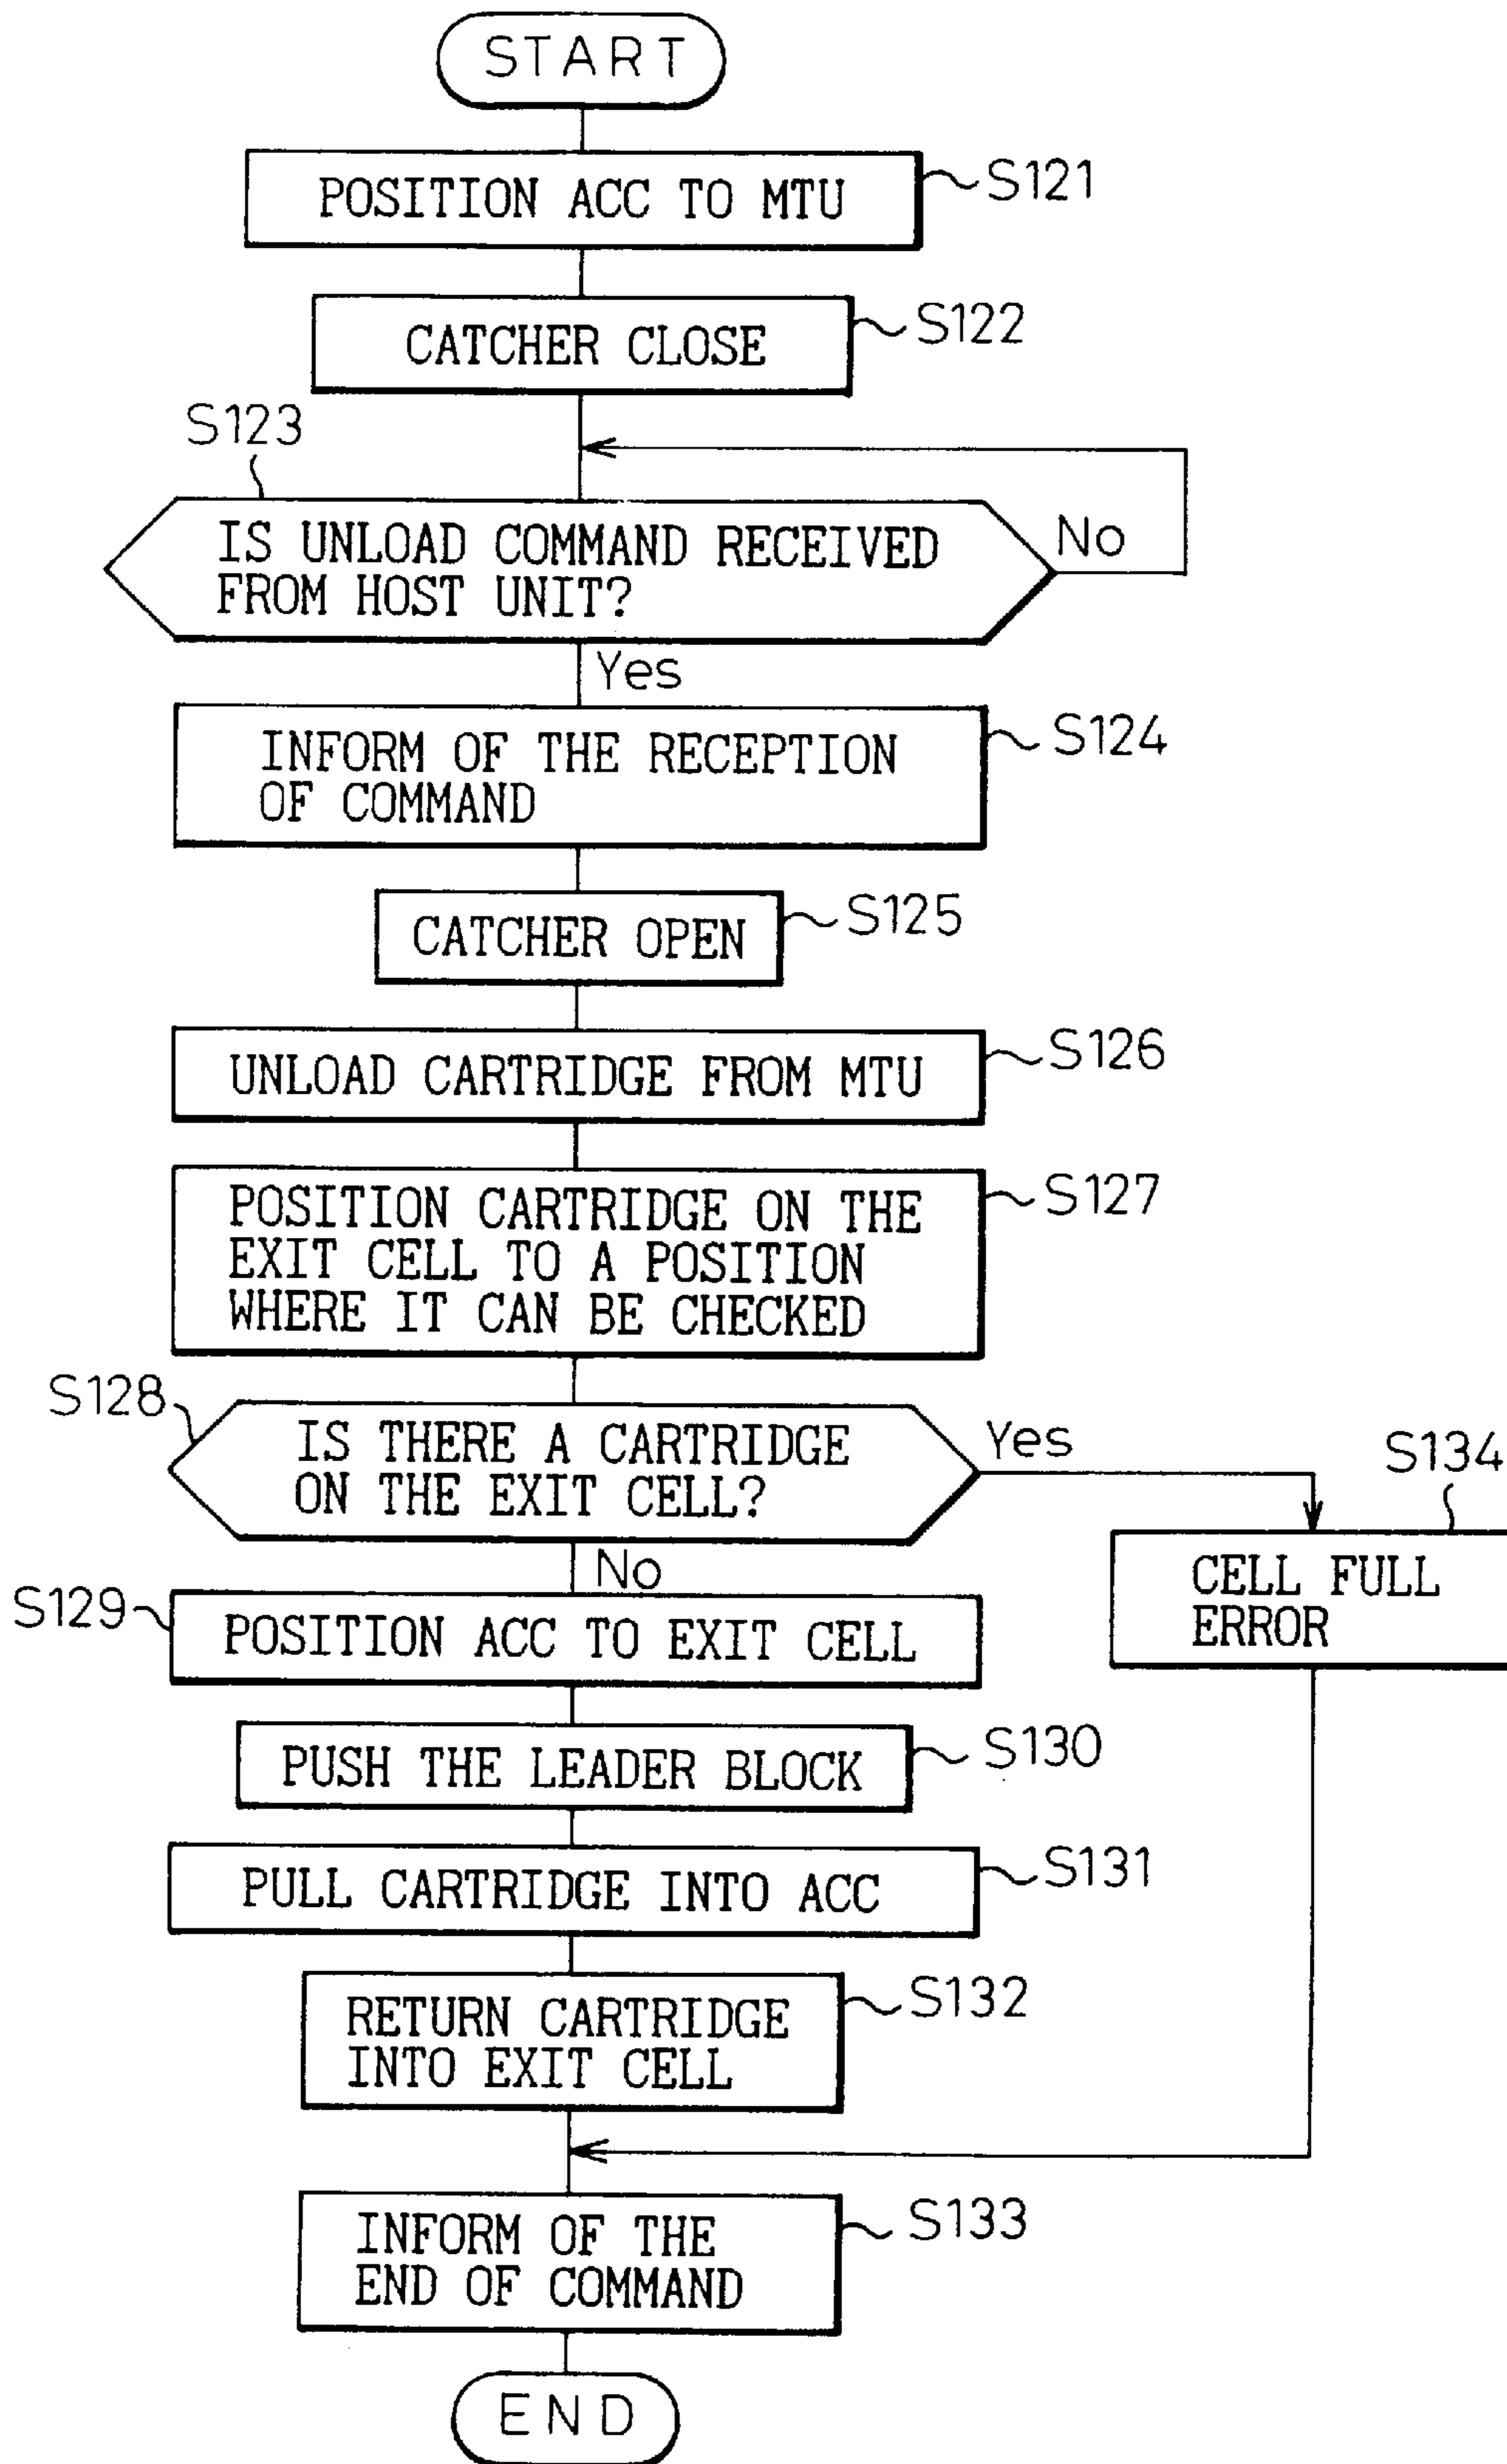 START
POSITION ACC TO MTU
S121
CATCHER CLOSE
S122
S123
IS UNLOAD COMMAND RECEIVED
FROM HOST UNIT?
No
Yes
INFORM OF THE RECEPTION
OF COMMAND
S124
CATCHER OPEN
S125
UNLOAD CARTRIDGE FROM MTU
S126
POSITION CARTRIDGE ON THE
EXIT CELL TO A POSITION
WHERE IT CAN BE CHECKED
S127
S128
IS THERE A CARTRIDGE
ON THE EXIT CELL?
Yes
No
S134
CELL FULL
ERROR
S129
POSITION ACC TO EXIT CELL
PUSH THE LEADER BLOCK
S130
PULL CARTRIDGE INTO ACC
S131
RETURN CARTRIDGE
INTO EXIT CELL
S132
INFORM OF THE
END OF COMMAND
S133
END